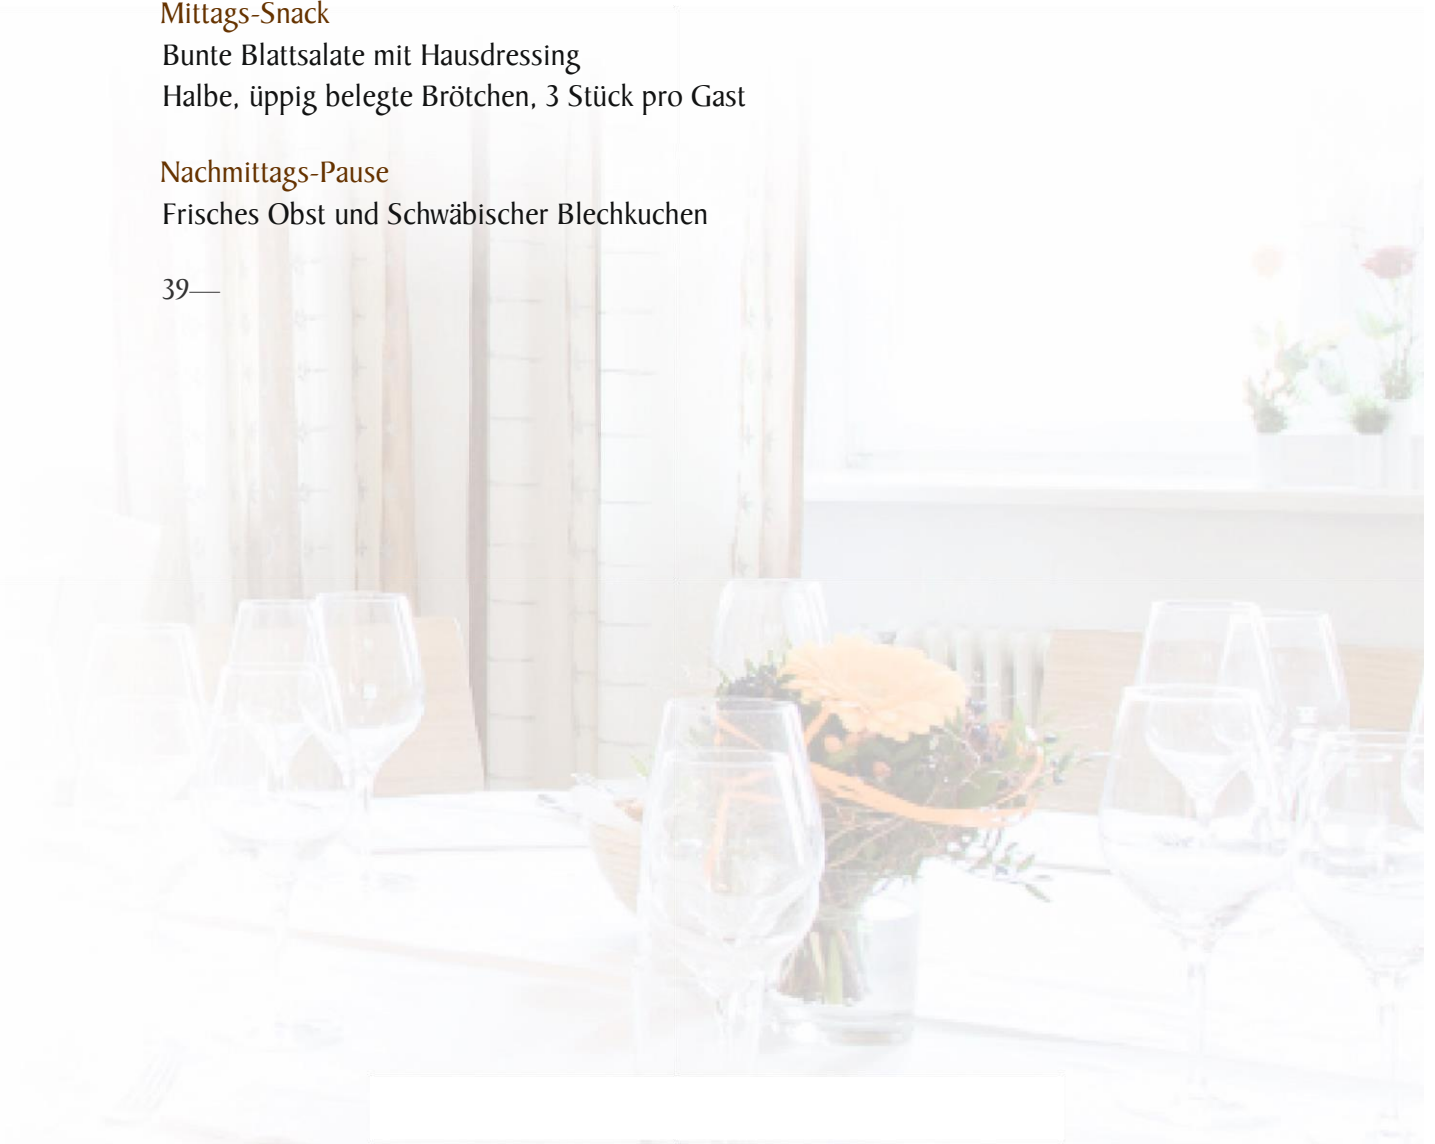 Mittags-Snack
Bunte Blattsalate mit Hausdressing
Halbe, üppig belegte Brötchen, 3 Stück pro Gast
Nachmittags-Pause
Frisches Obst und Schwäbischer Blechkuchen
39—